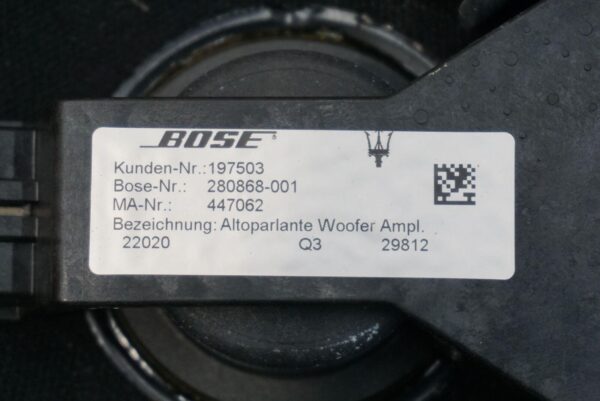 BOSE
Kunden-Nr.:197503
Bose-Nr.: 280868-001
MA-Nr.: 447062
Bezeichnung: Altoparlante Woofer Ampl.
22020 Q3 29812